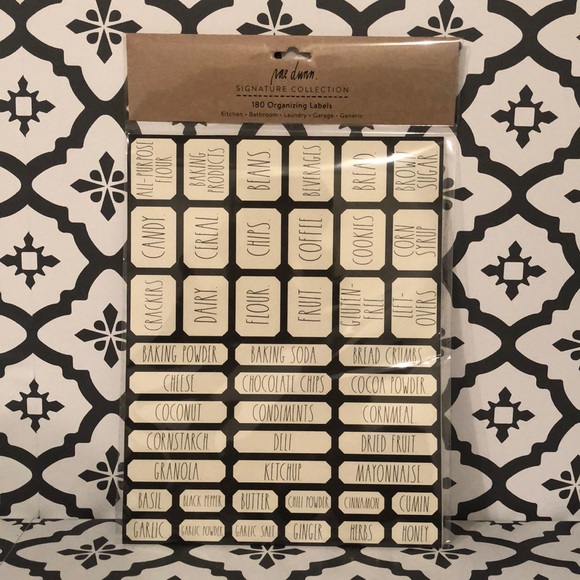 rae dunn.
SIGNATURE COLLECTION
180 Organizing Labels
Kitchen • Bathroom • Laundry • Garage • Generic
ALL-PURPOSE
FLOUR
BAKING
PRODUCTS
BEANS
BEVERAGES
BREAD
BROWN
SUGAR
CANDY
CEREAL
CHIPS
COFFEE
COOKIES
CORN
SYRUP
CRACKERS
DAIRY
FLOUR
FRUIT
GLUTEN-
FREE
LEFT-
OVERS
BAKING POWDER BAKING SODA BREAD CRUMBS
CHEESE CHOCOLATE CHIPS COCOA POWDER
COCONUT CONDIMENTS CORNMEAL
CORNSTARCH DELI DRIED FRUIT
GRANOLA KETCHUP MAYONNAISE
BASIL BLACK PEPPER BUTTER CHILI POWDER CINNAMON CUMIN
GARLIC GARLIC POWDER GARLIC SALT GINGER HERBS HONEY